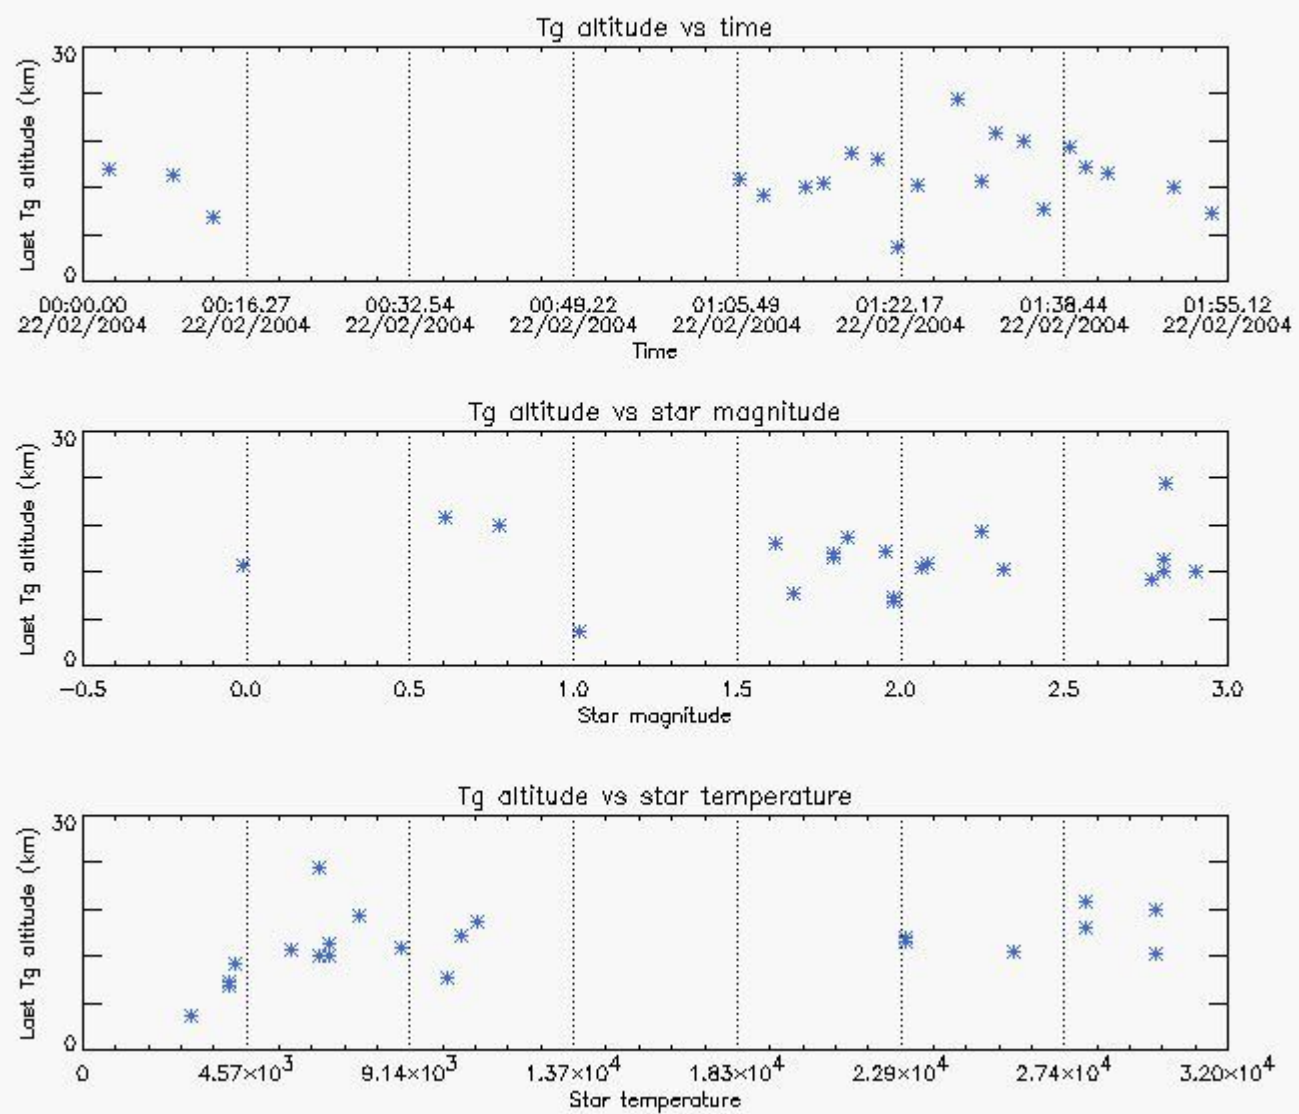 Tg altitude vs time
30
Last Tg altitude (km)
0
00:00.00 00:16.27 00:32.54 00:49.22 01:05.49 01:22.17 01:38.44 01:55.12
22/02/2004 22/02/2004 22/02/2004 22/02/2004 22/02/2004 22/02/2004 22/02/2004 22/02/2004
Time
Tg altitude vs star magnitude
30
Last Tg altitude (km)
0
−0.5 0.0 0.5 1.0 1.5 2.0 2.5 3.0
Star magnitude
Tg altitude vs star temperature
30
Last Tg altitude (km)
0
0 4.57×10³ 9.14×10³ 1.37×10⁴ 1.83×10⁴ 2.29×10⁴ 2.74×10⁴ 3.20×10⁴
Star temperature